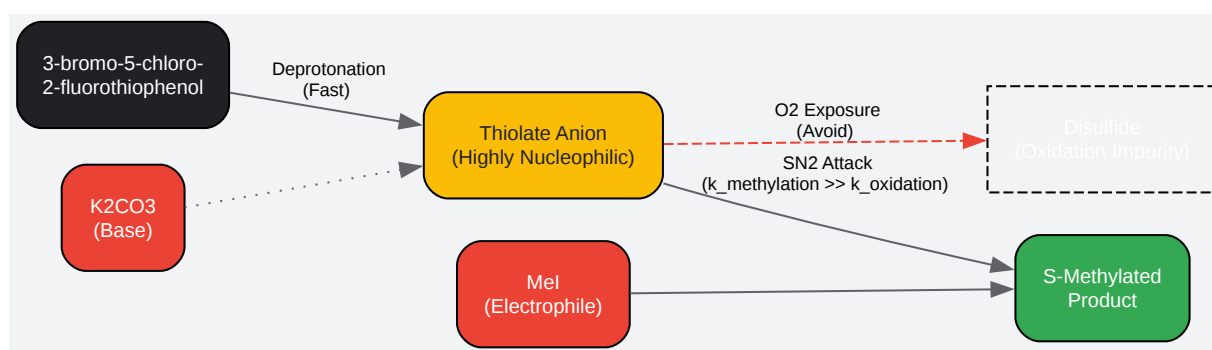 3-bromo-5-chloro-
2-fluorothiophenol
Deprotonation
(Fast)
K2CO3
(Base)
Thiolate Anion
(Highly Nucleophilic)
O2 Exposure
(Avoid)
SN2 Attack
(k_methylation >> k_oxidation)
Disulfide
(Oxidation Impurity)
MeI
(Electrophile)
S-Methylated
Product